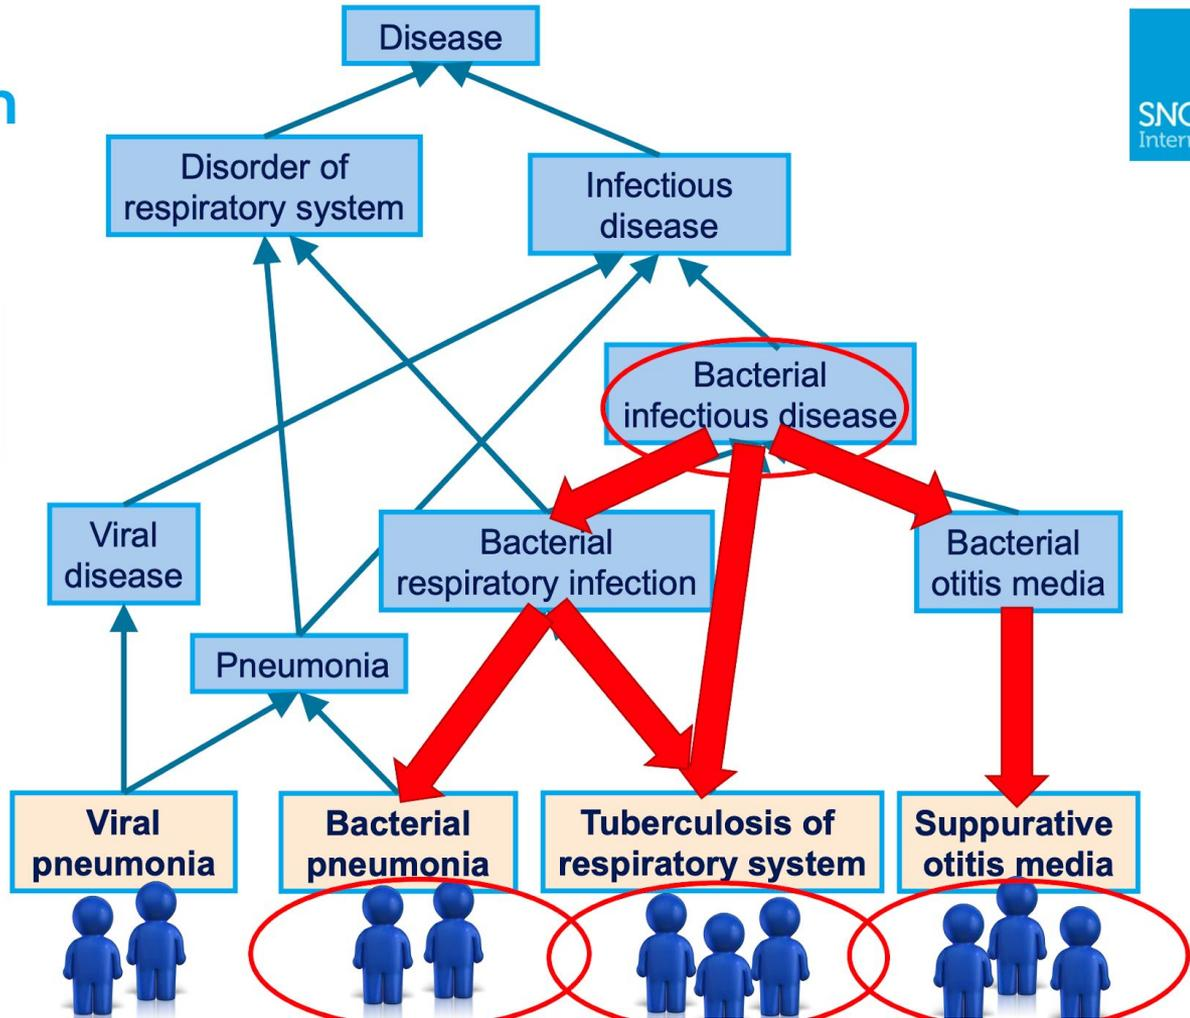 Disease
Disorder of
respiratory system
Infectious
disease
Bacterial
infectious disease
Viral
disease
Bacterial
respiratory infection
Bacterial
otitis media
Pneumonia
Viral
pneumonia
Bacterial
pneumonia
Tuberculosis of
respiratory system
Suppurative
otitis media